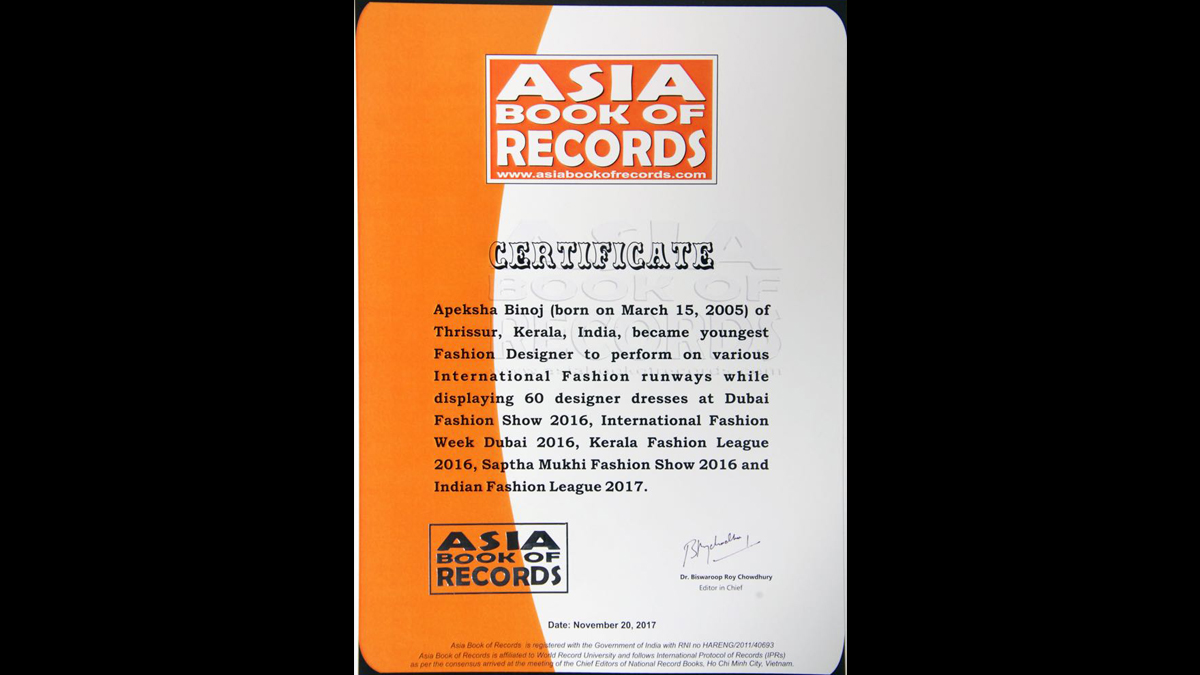 ASIA
BOOK OF
RECORDS
www.asiabookofrecords.com
CERTIFICATE
Apeksha Binoj (born on March 15, 2005) of
Thrissur, Kerala, India, became youngest
Fashion Designer to perform on various
International Fashion runways while
displaying 60 designer dresses at Dubai
Fashion Show 2016, International Fashion
Week Dubai 2016, Kerala Fashion League
2016, Saptha Mukhi Fashion Show 2016 and
Indian Fashion League 2017.
ASIA
BOOK OF
RECORDS
Dr. Biswaroop Roy Chowdhury
Editor in Chief
Date: November 20, 2017
Asia Book of Records is registered with the Government of India with RNI no HARENG/2011/40693
Asia Book of Records is affiliated to World Record University and follows International Protocol of Records (IPRs)
as per the consensus arrived at the meeting of the Chief Editors of National Record Books, Ho Chi Minh City, Vietnam.